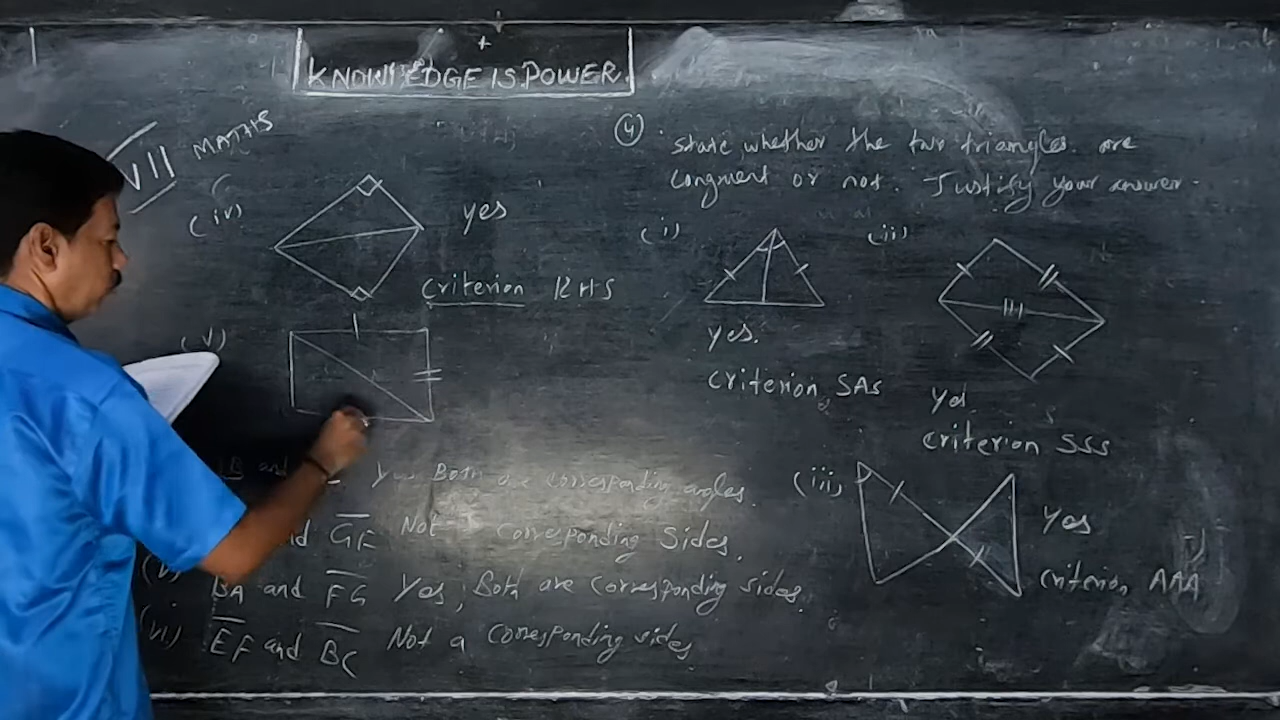 KNOWLEDGE IS POWER
VIII MATHS
(iv)
yes
criterion RHS
(v)
B and
Yes Both are corresponding angles.
nd GF Not a corresponding Sides.
(v) BA and FG Yes, Both are corresponding sides.
(vi) EF and BC Not a corresponding sides
(4) State whether the two triangles are
congruent or not. Justify your answer.
(i)
yes.
criterion SAS
(ii)
Yes
criterion SSS
(iii)
Yes
criterion AAA